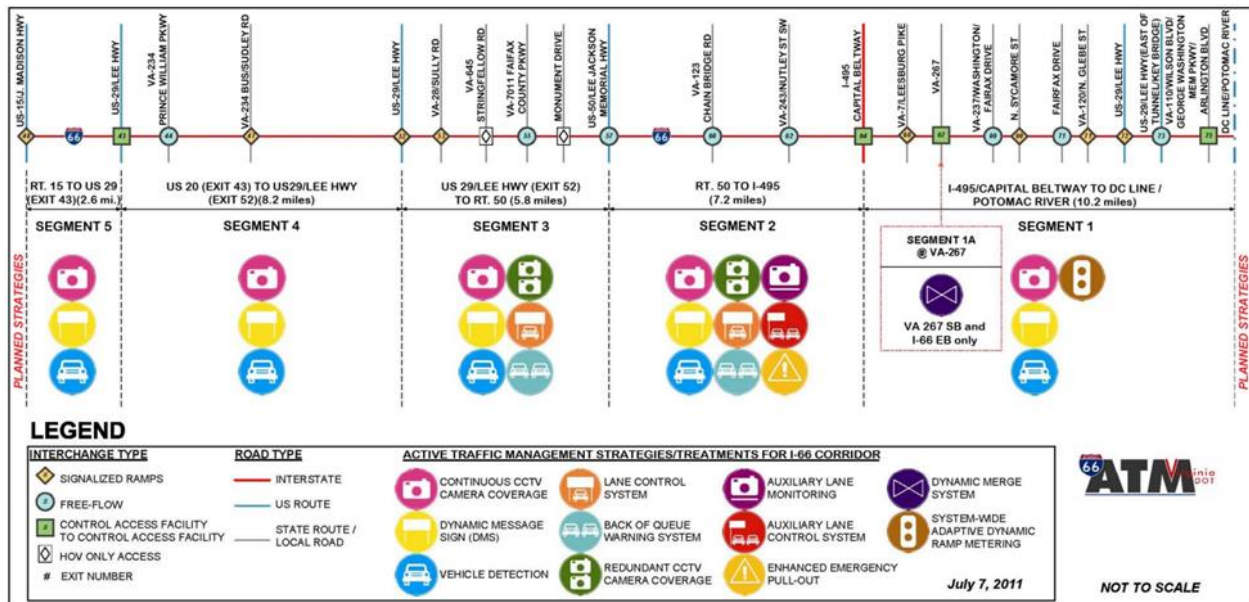 US-15/J. MADISON HWY
US-29/LEE HWY
VA-234
PRINCE WILLIAM PKWY
VA-234 BUS/SUDLEY RD
US-29/LEE HWY
VA-28/SULLY RD
VA-645
STRINGFELLOW RD
VA-7011 FAIRFAX
COUNTY PKWY
MONUMENT DRIVE
US-50/LEE JACKSON
MEMORIAL HWY
VA-123
CHAIN BRIDGE RD
VA-243/NUTLEY ST SW
I-495
CAPITAL BELTWAY
VA-7/LEESBURG PIKE
VA-267
VA-237/WASHINGTON/
FAIRAX DRIVE
N. SYCAMORE ST
FAIRFAX DRIVE
VA-120/N. GLEBE ST
US-29/LEE HWY
US-29/LEE HWY(EAST OF
TUNNEL/KEY BRIDGE)
VA-110/WILSON BLVD/
GEORGE WASHINGTON
MEM PKWY/
ARLINGTON BLVD
DC LINE/POTOMAC RIVER
40 66 43 44 47 52 53 55 57 66 60 62 64 66 67 69 71 72 73 75
RT. 15 TO US 29
(EXIT 43)(2.6 mi.)
US 20 (EXIT 43) TO US29/LEE HWY
(EXIT 52)(8.2 miles)
US 29/LEE HWY (EXIT 52)
TO RT. 50 (5.8 miles)
RT. 50 TO I-495
(7.2 miles)
I-495/CAPITAL BELTWAY TO DC LINE /
POTOMAC RIVER (10.2 miles)
SEGMENT 5
SEGMENT 4
SEGMENT 3
SEGMENT 2
SEGMENT 1
SEGMENT 1A
@ VA-267
VA 267 SB and
I-66 EB only
PLANNED STRATEGIES
PLANNED STRATEGIES
LEGEND
INTERCHANGE TYPE
# SIGNALIZED RAMPS
# FREE-FLOW
# CONTROL ACCESS FACILITY
TO CONTROL ACCESS FACILITY
HOV ONLY ACCESS
# EXIT NUMBER
ROAD TYPE
INTERSTATE
US ROUTE
STATE ROUTE /
LOCAL ROAD
ACTIVE TRAFFIC MANAGEMENT STRATEGIES/TREATMENTS FOR I-66 CORRIDOR
CONTINUOUS CCTV
CAMERA COVERAGE
DYNAMIC MESSAGE
SIGN (DMS)
VEHICLE DETECTION
LANE CONTROL
SYSTEM
BACK OF QUEUE
WARNING SYSTEM
REDUNDANT CCTV
CAMERA COVERAGE
AUXILIARY LANE
MONITORING
AUXILIARY LANE
CONTROL SYSTEM
ENHANCED EMERGENCY
PULL-OUT
DYNAMIC MERGE
SYSTEM
SYSTEM-WIDE
ADAPTIVE DYNAMIC
RAMP METERING
July 7, 2011
66
ATM
NOT TO SCALE